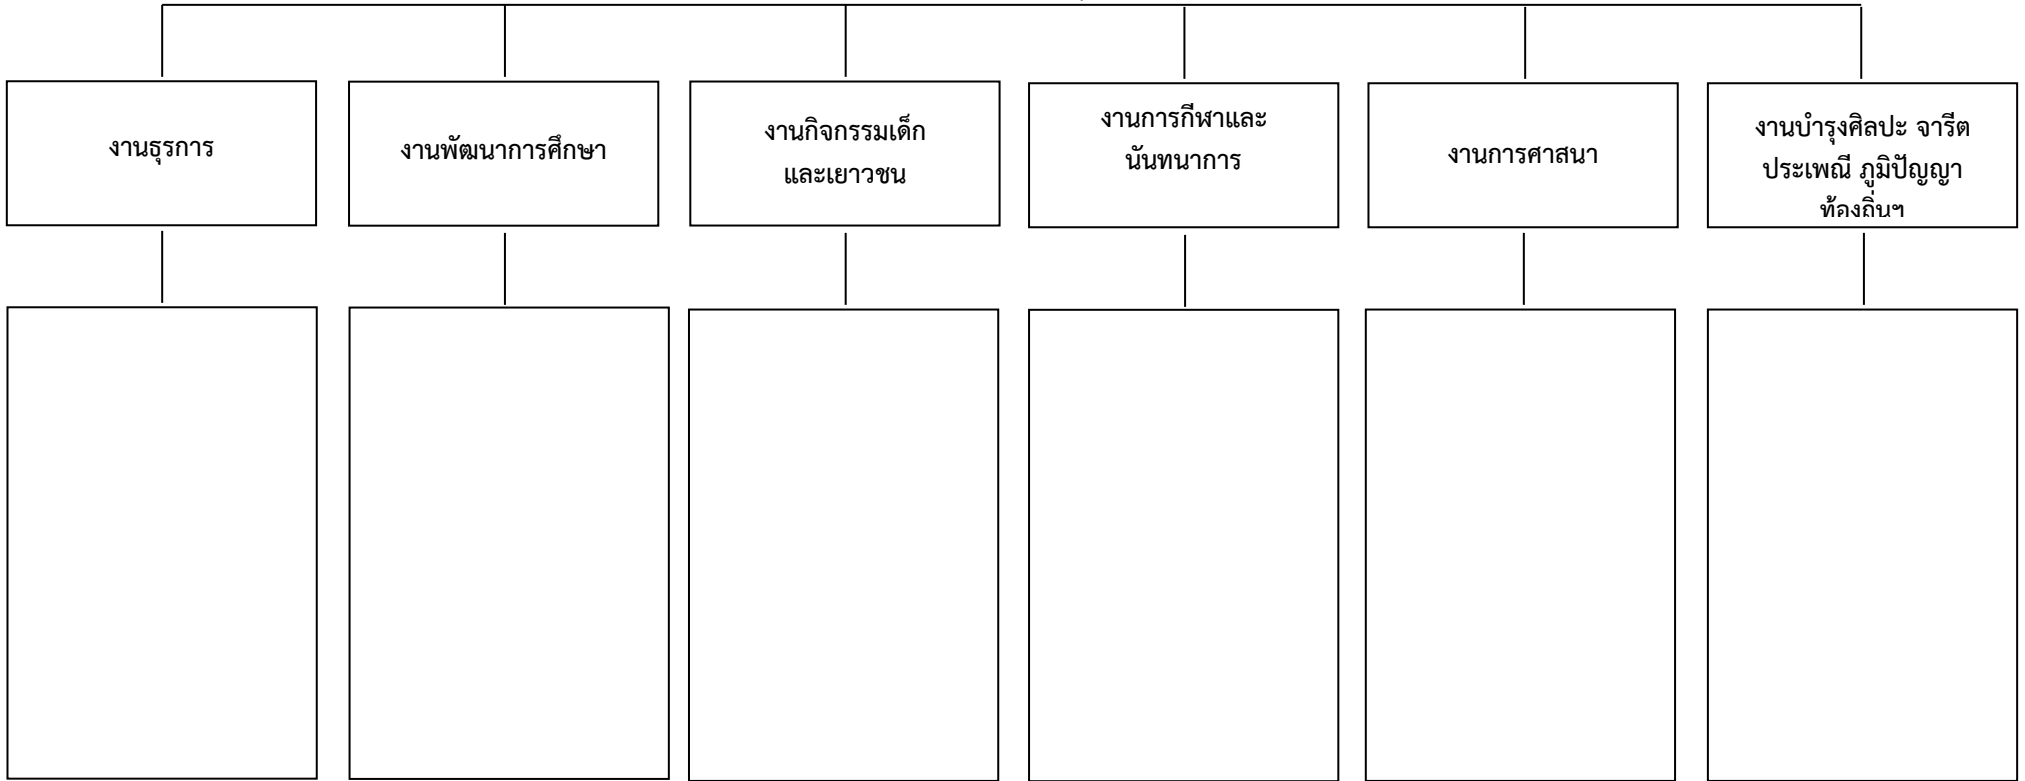 งานธุรการ
งานพัฒนาการศึกษา
งานกิจกรรมเด็ก
และเยาวชน
งานการกีฬาและ
นันทนาการ
งานการศาสนา
งานบำรุงศิลปะ จารีต
ประเพณี ภูมิปัญญา
ท้องถิ่นฯ